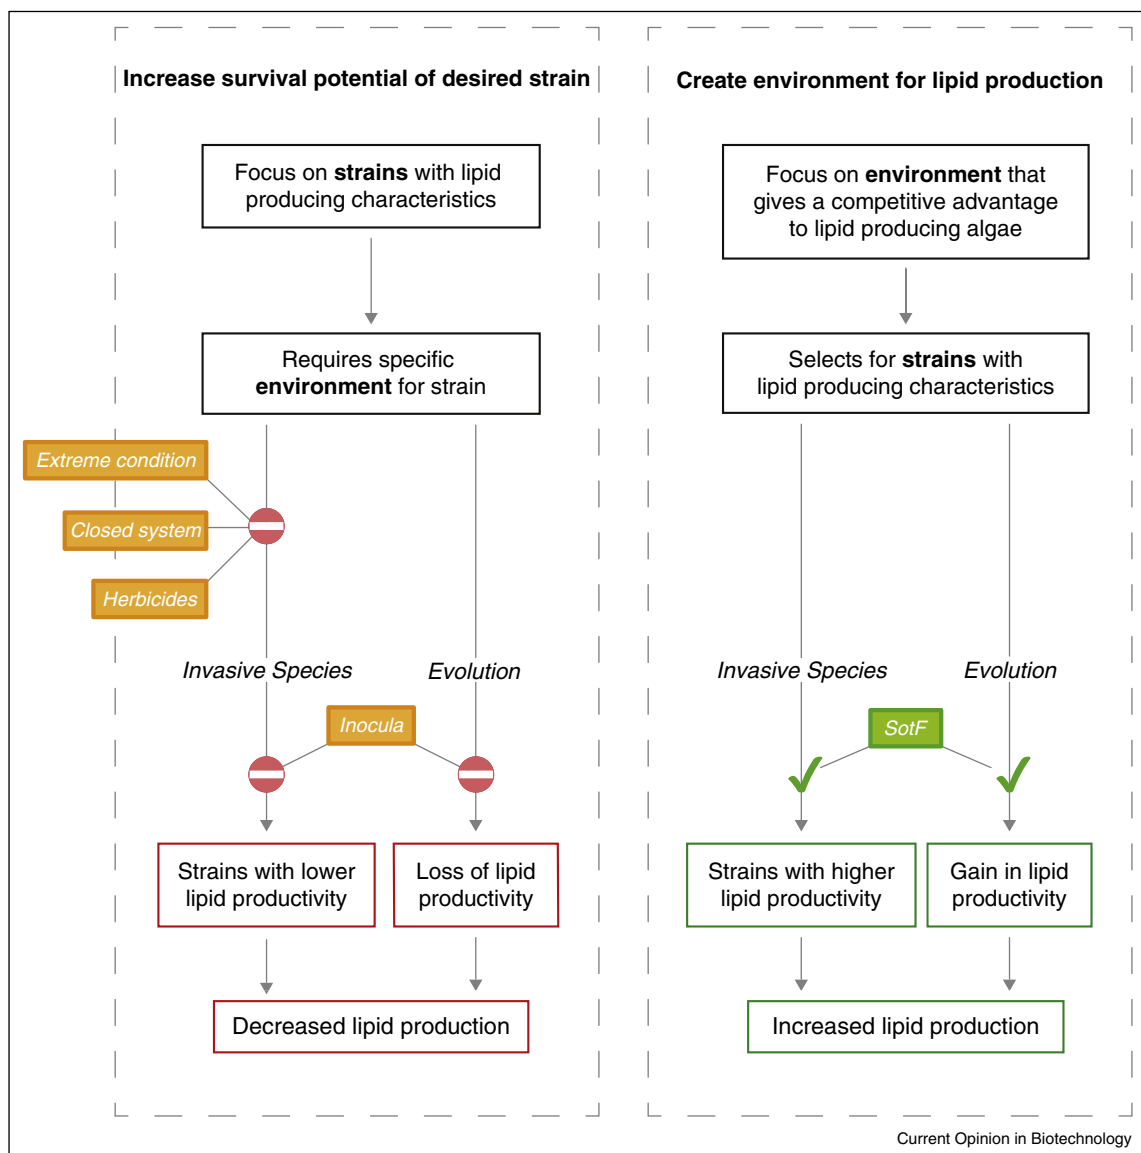 Increase survival potential of desired strain
Focus on strains with lipid
producing characteristics
Requires specific
environment for strain
Extreme condition
Closed system
Herbicides
Invasive Species
Evolution
Inocula
Strains with lower
lipid productivity
Loss of lipid
productivity
Decreased lipid production
Create environment for lipid production
Focus on environment that
gives a competitive advantage
to lipid producing algae
Selects for strains with
lipid producing characteristics
Invasive Species
Evolution
SotF
Strains with higher
lipid productivity
Gain in lipid
productivity
Increased lipid production
Current Opinion in Biotechnology